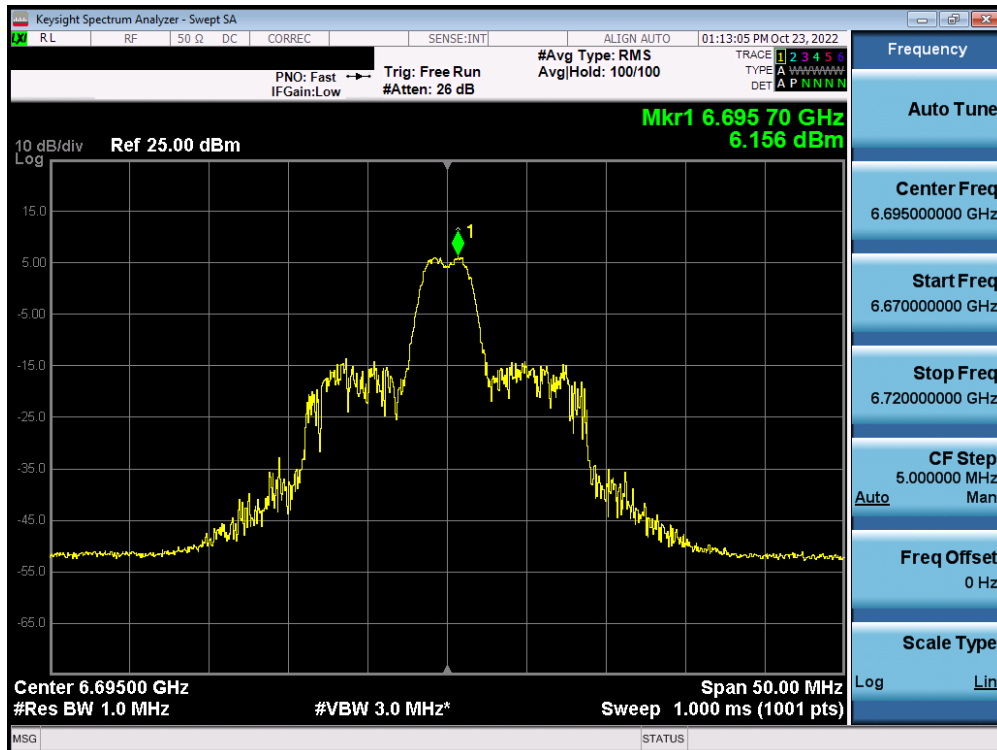 Keysight Spectrum Analyzer - Swept SA
LXI RL RF 50 Ω DC CORREC SENSE:INT ALIGN AUTO 01:13:05 PM Oct 23, 2022
PNO: Fast
IFGain:Low
Trig: Free Run
#Atten: 26 dB
#Avg Type: RMS
Avg|Hold: 100/100
TRACE 1 2 3 4 5 6
TYPE A WWWWW
DET A P N N N N
Mkr1 6.695 70 GHz
6.156 dBm
10 dB/div Ref 25.00 dBm
Log
1
15.0
5.00
-5.00
-15.0
-25.0
-35.0
-45.0
-55.0
-65.0
Center 6.69500 GHz Span 50.00 MHz
#Res BW 1.0 MHz #VBW 3.0 MHz* Sweep 1.000 ms (1001 pts)
MSG STATUS
Frequency
Auto Tune
Center Freq
6.695000000 GHz
Start Freq
6.670000000 GHz
Stop Freq
6.720000000 GHz
CF Step
5.000000 MHz
Auto Man
Freq Offset
0 Hz
Scale Type
Log Lin